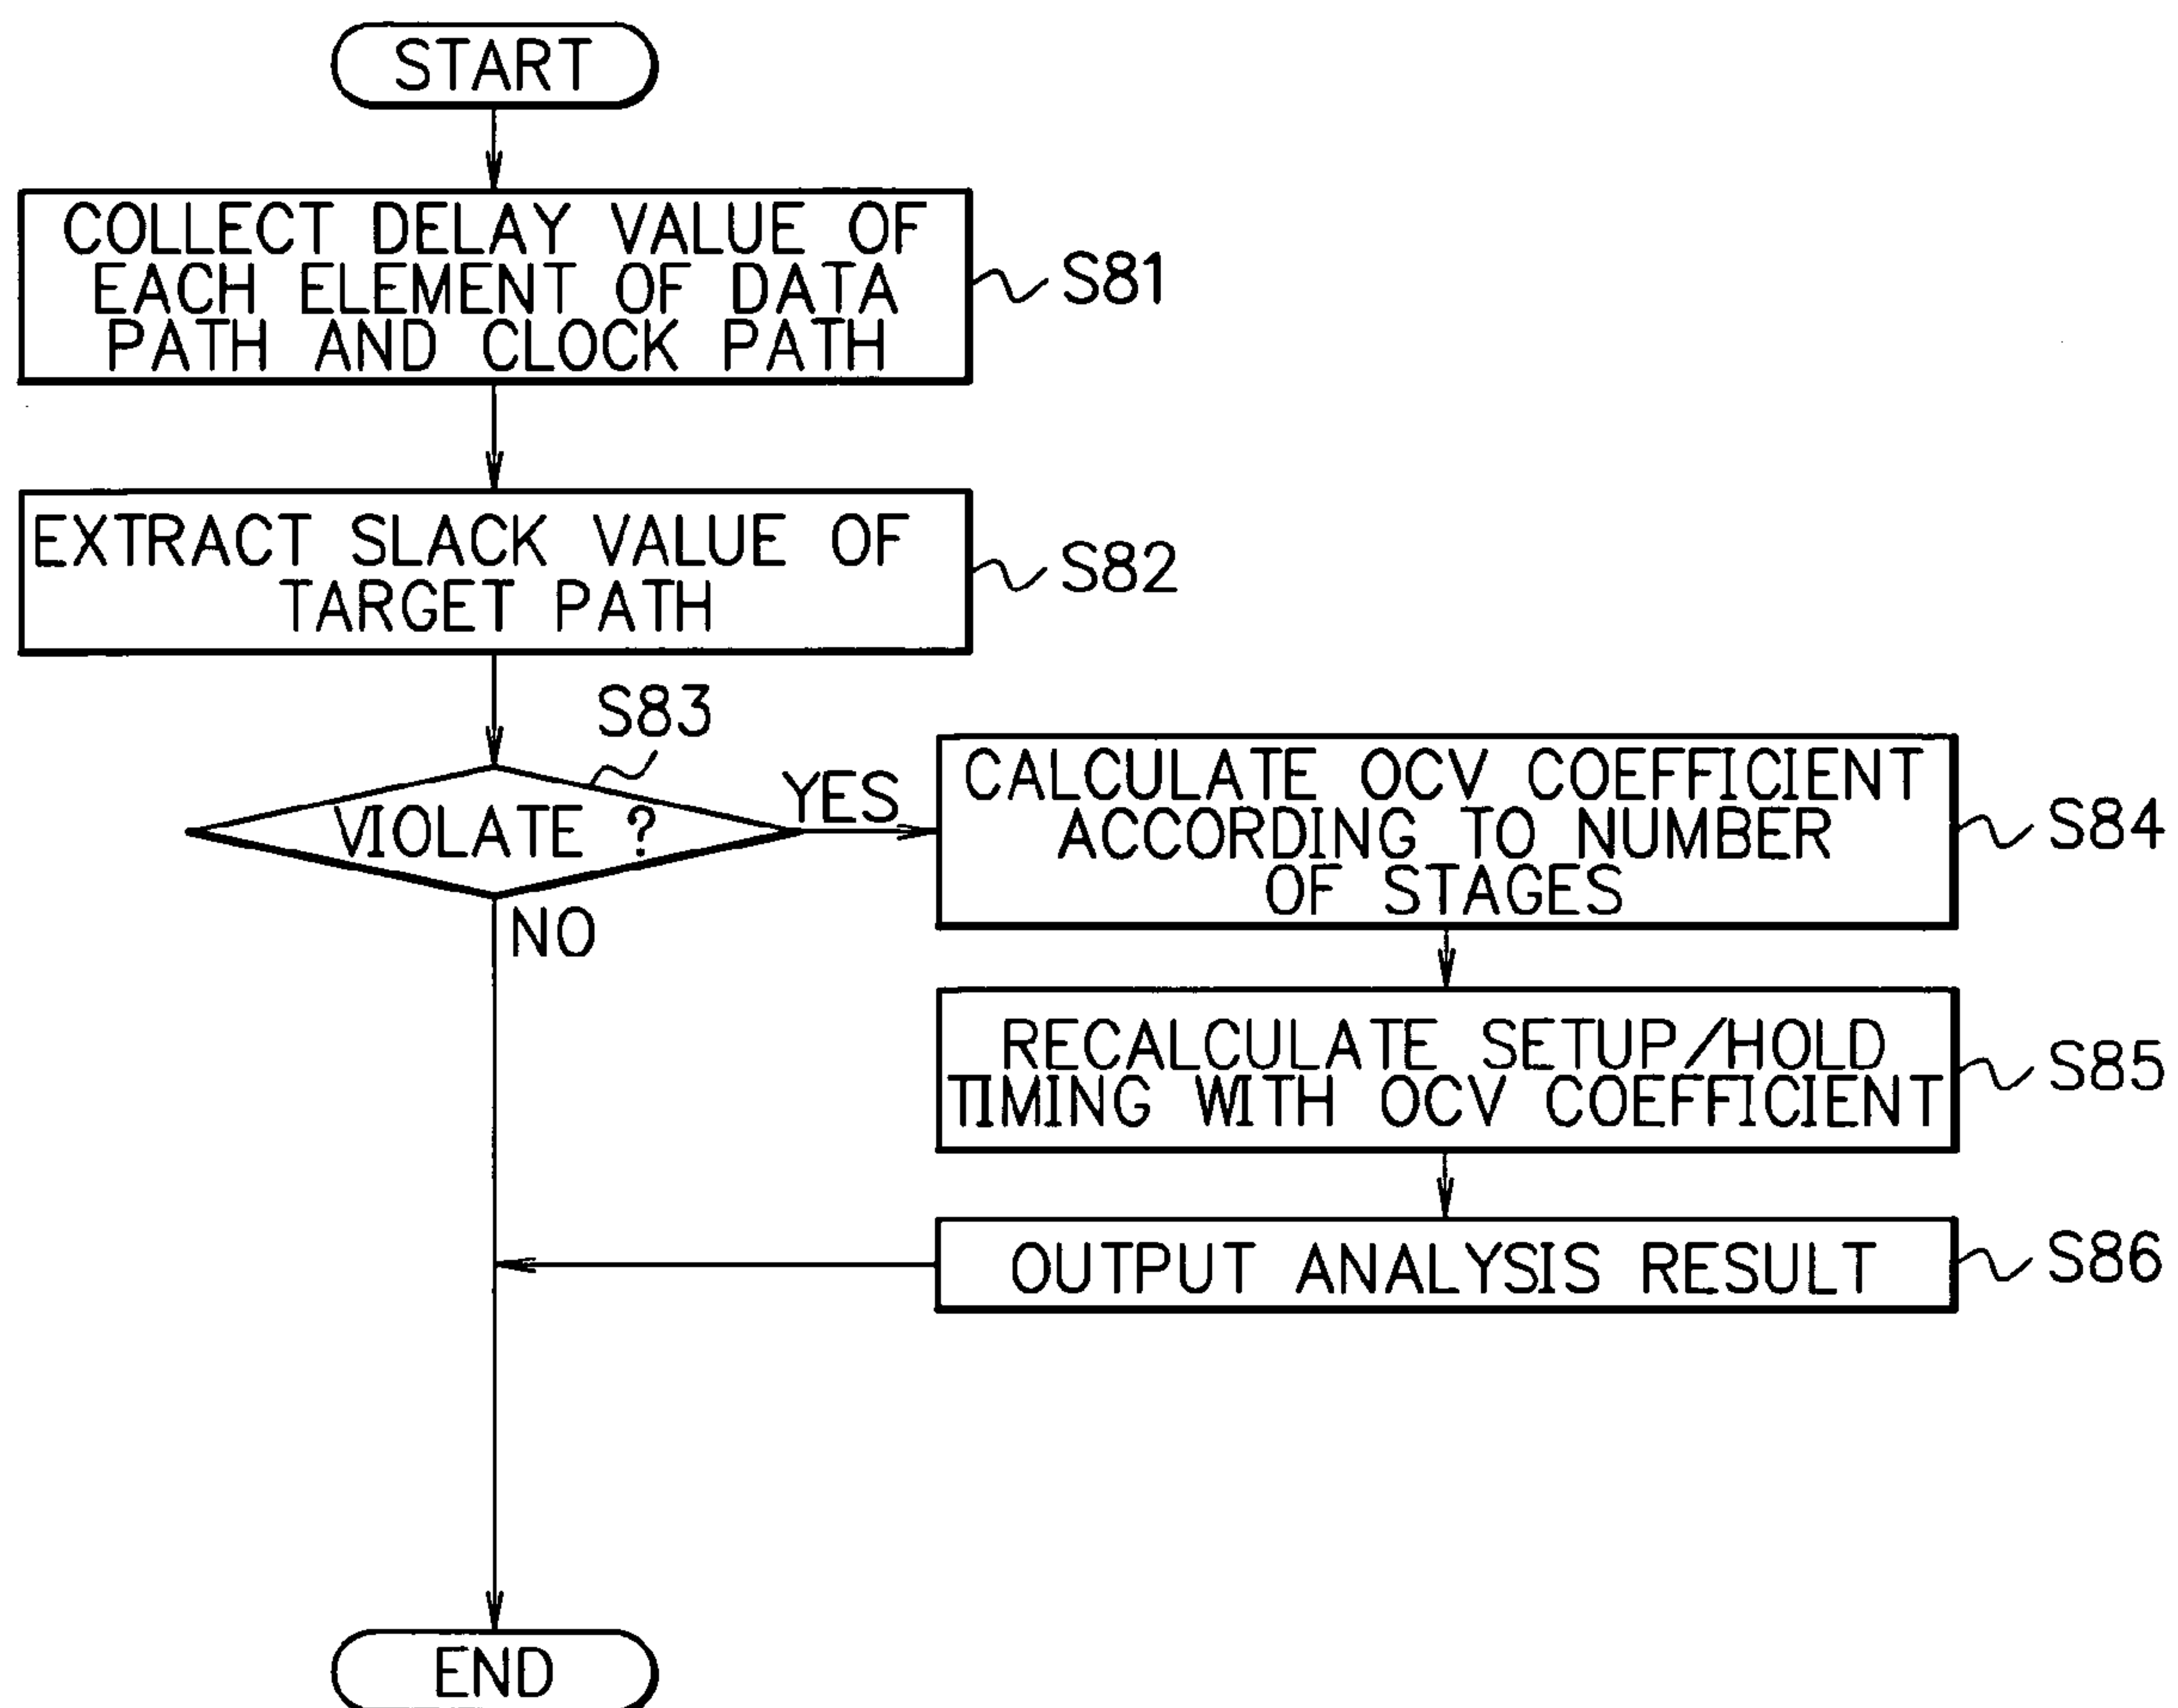 START
COLLECT DELAY VALUE OF
EACH ELEMENT OF DATA
PATH AND CLOCK PATH
S81
EXTRACT SLACK VALUE OF
TARGET PATH
S82
S83
VIOLATE ?
YES
NO
CALCULATE OCV COEFFICIENT
ACCORDING TO NUMBER
OF STAGES
S84
RECALCULATE SETUP/HOLD
TIMING WITH OCV COEFFICIENT
S85
OUTPUT ANALYSIS RESULT
S86
END